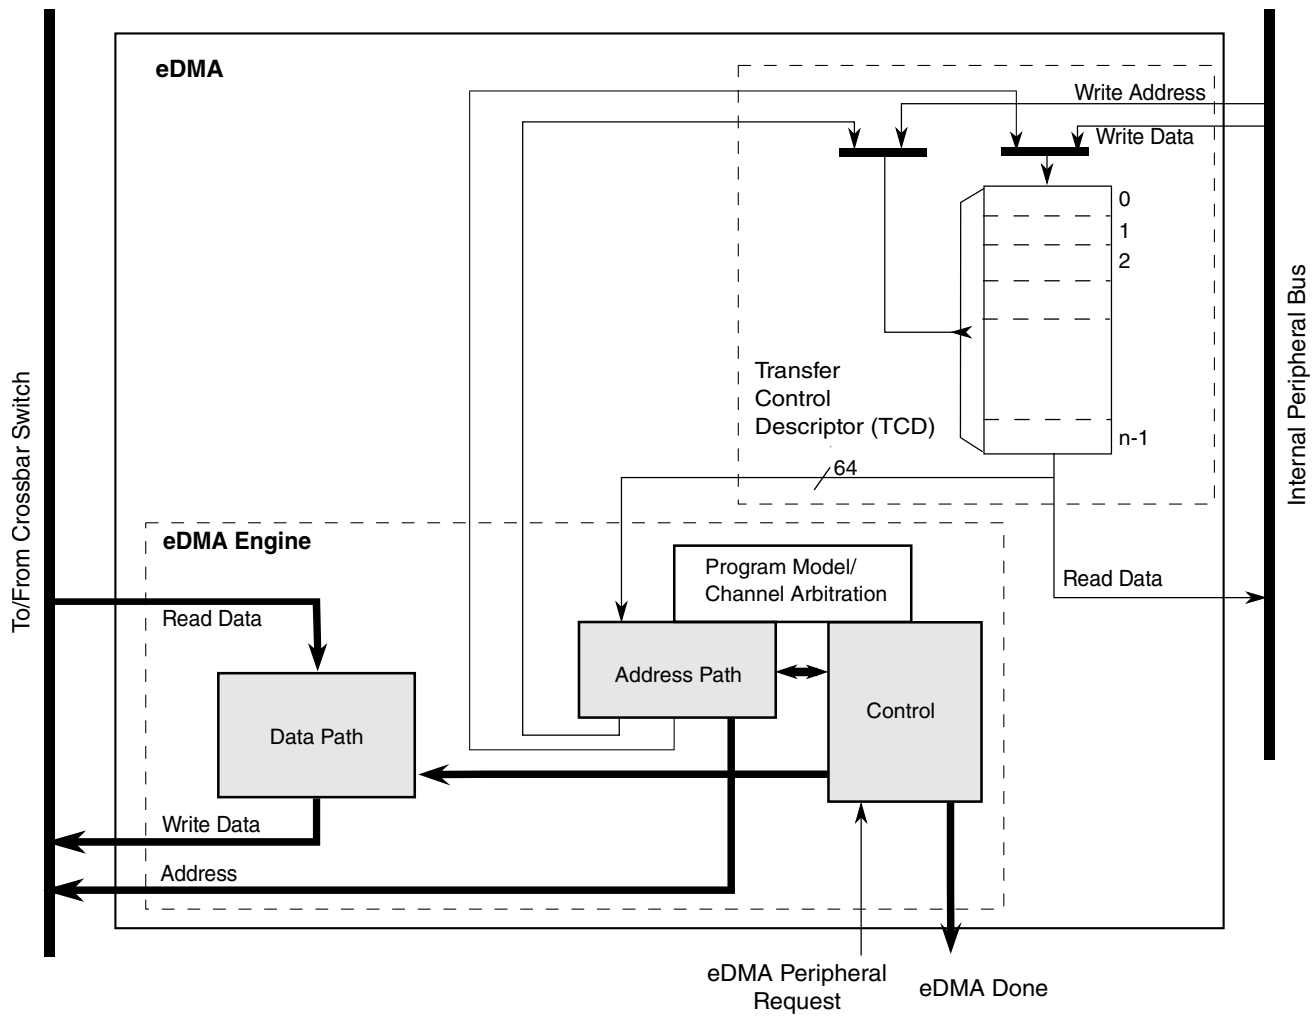 eDMA
Write Address
Write Data
0
1
2
n-1
Transfer
Control
Descriptor (TCD)
64
To/From Crossbar Switch
Internal Peripheral Bus
eDMA Engine
Program Model/
Channel Arbitration
Read Data
Read Data
Address Path
Control
Data Path
Write Data
Address
eDMA Peripheral
Request
eDMA Done